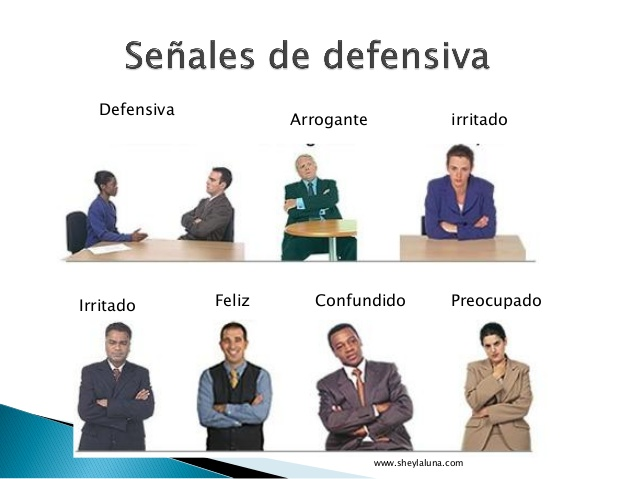 Señales de defensiva
Defensiva
Arrogante
irritado
Irritado
Feliz
Confundido
Preocupado
www.sheylaluna.com